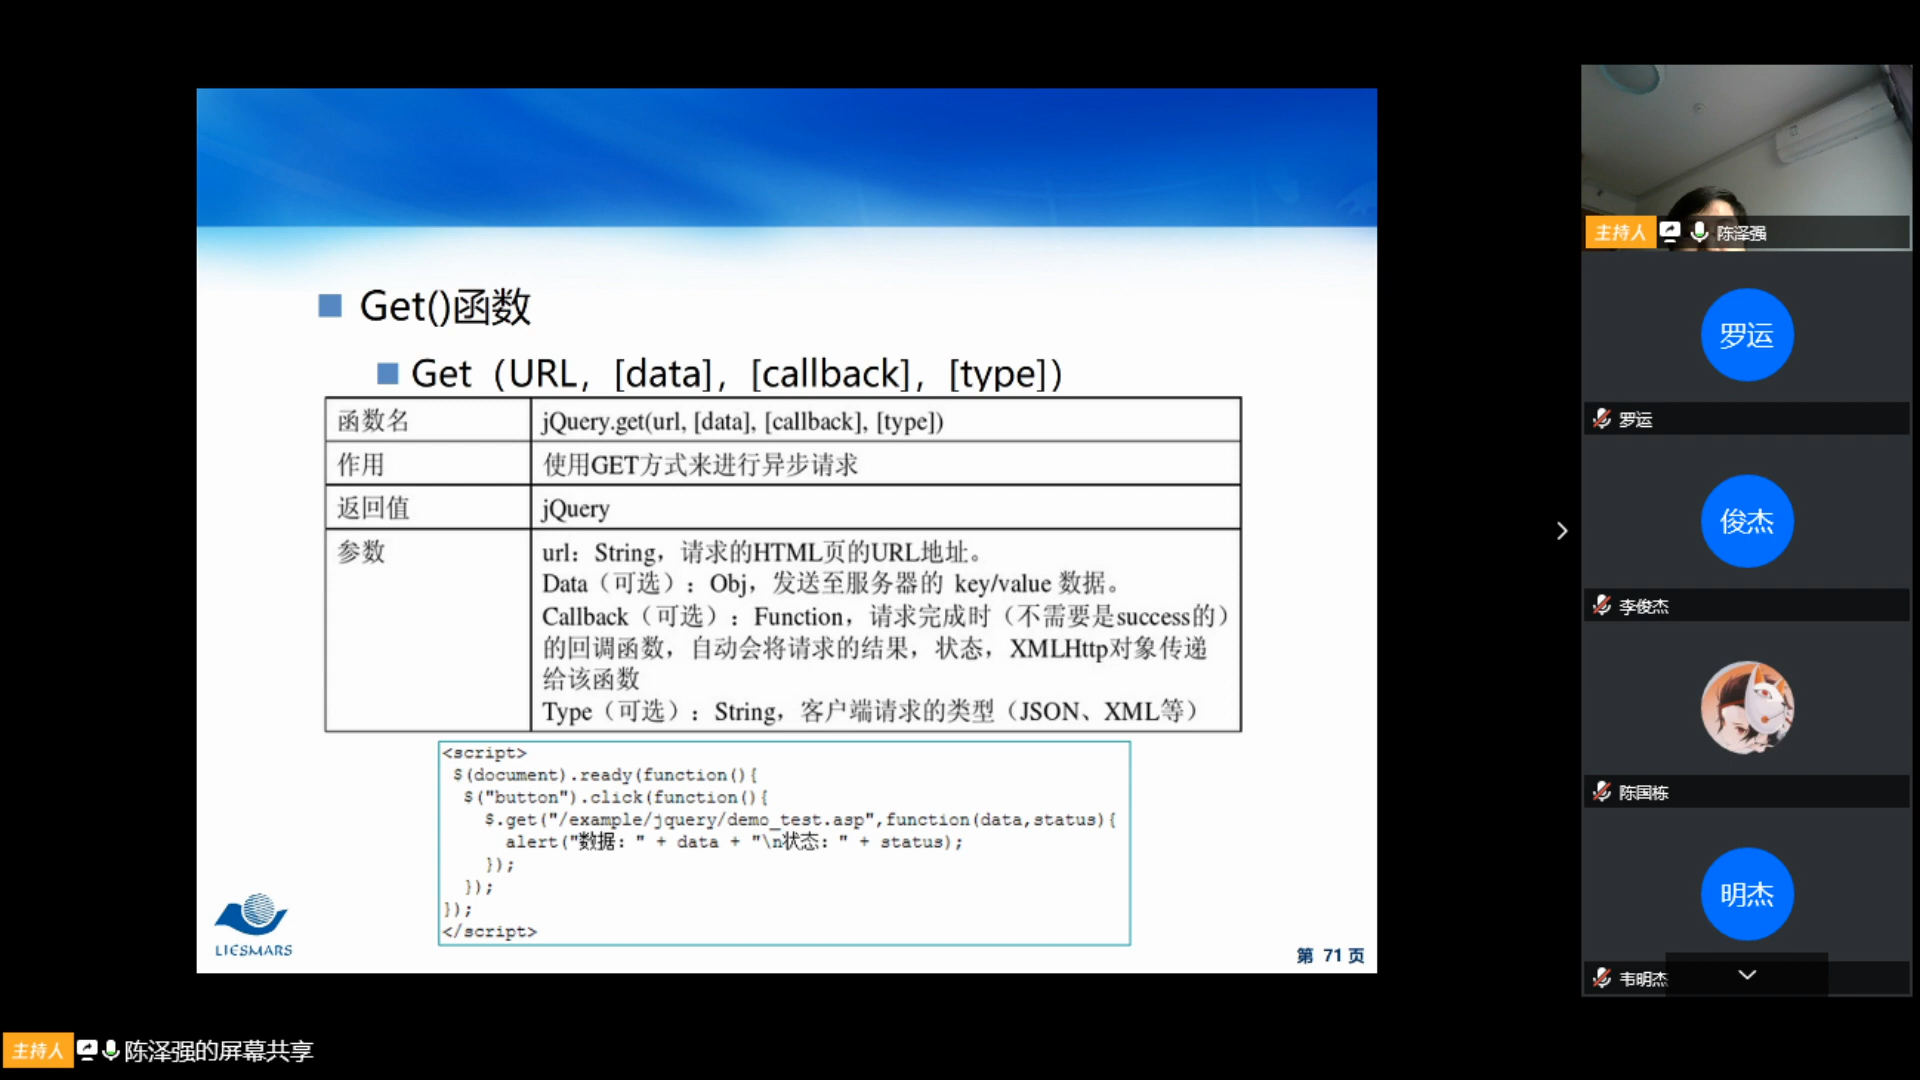 Get()函数
Get（URL，[data]，[callback]，[type]）
函数名
jQuery.get(url, [data], [callback], [type])
作用
使用GET方式来进行异步请求
返回值
jQuery
参数
url：String，请求的HTML页的URL地址。
Data（可选）：Obj，发送至服务器的 key/value 数据。
Callback（可选）：Function，请求完成时（不需要是success的）
的回调函数，自动会将请求的结果，状态，XMLHttp对象传递
给该函数
Type（可选）：String，客户端请求的类型（JSON、XML等）
<script>
$(document).ready(function(){
$("button").click(function(){
$.get("/example/jquery/demo_test.asp",function(data,status){
alert("数据：" + data + "\n状态：" + status);
});
});
});
</script>
LIESMARS
第 71 页
主持人 陈泽强
罗运
罗运
俊杰
李俊杰
陈国栋
明杰
韦明杰
主持人 陈泽强的屏幕共享